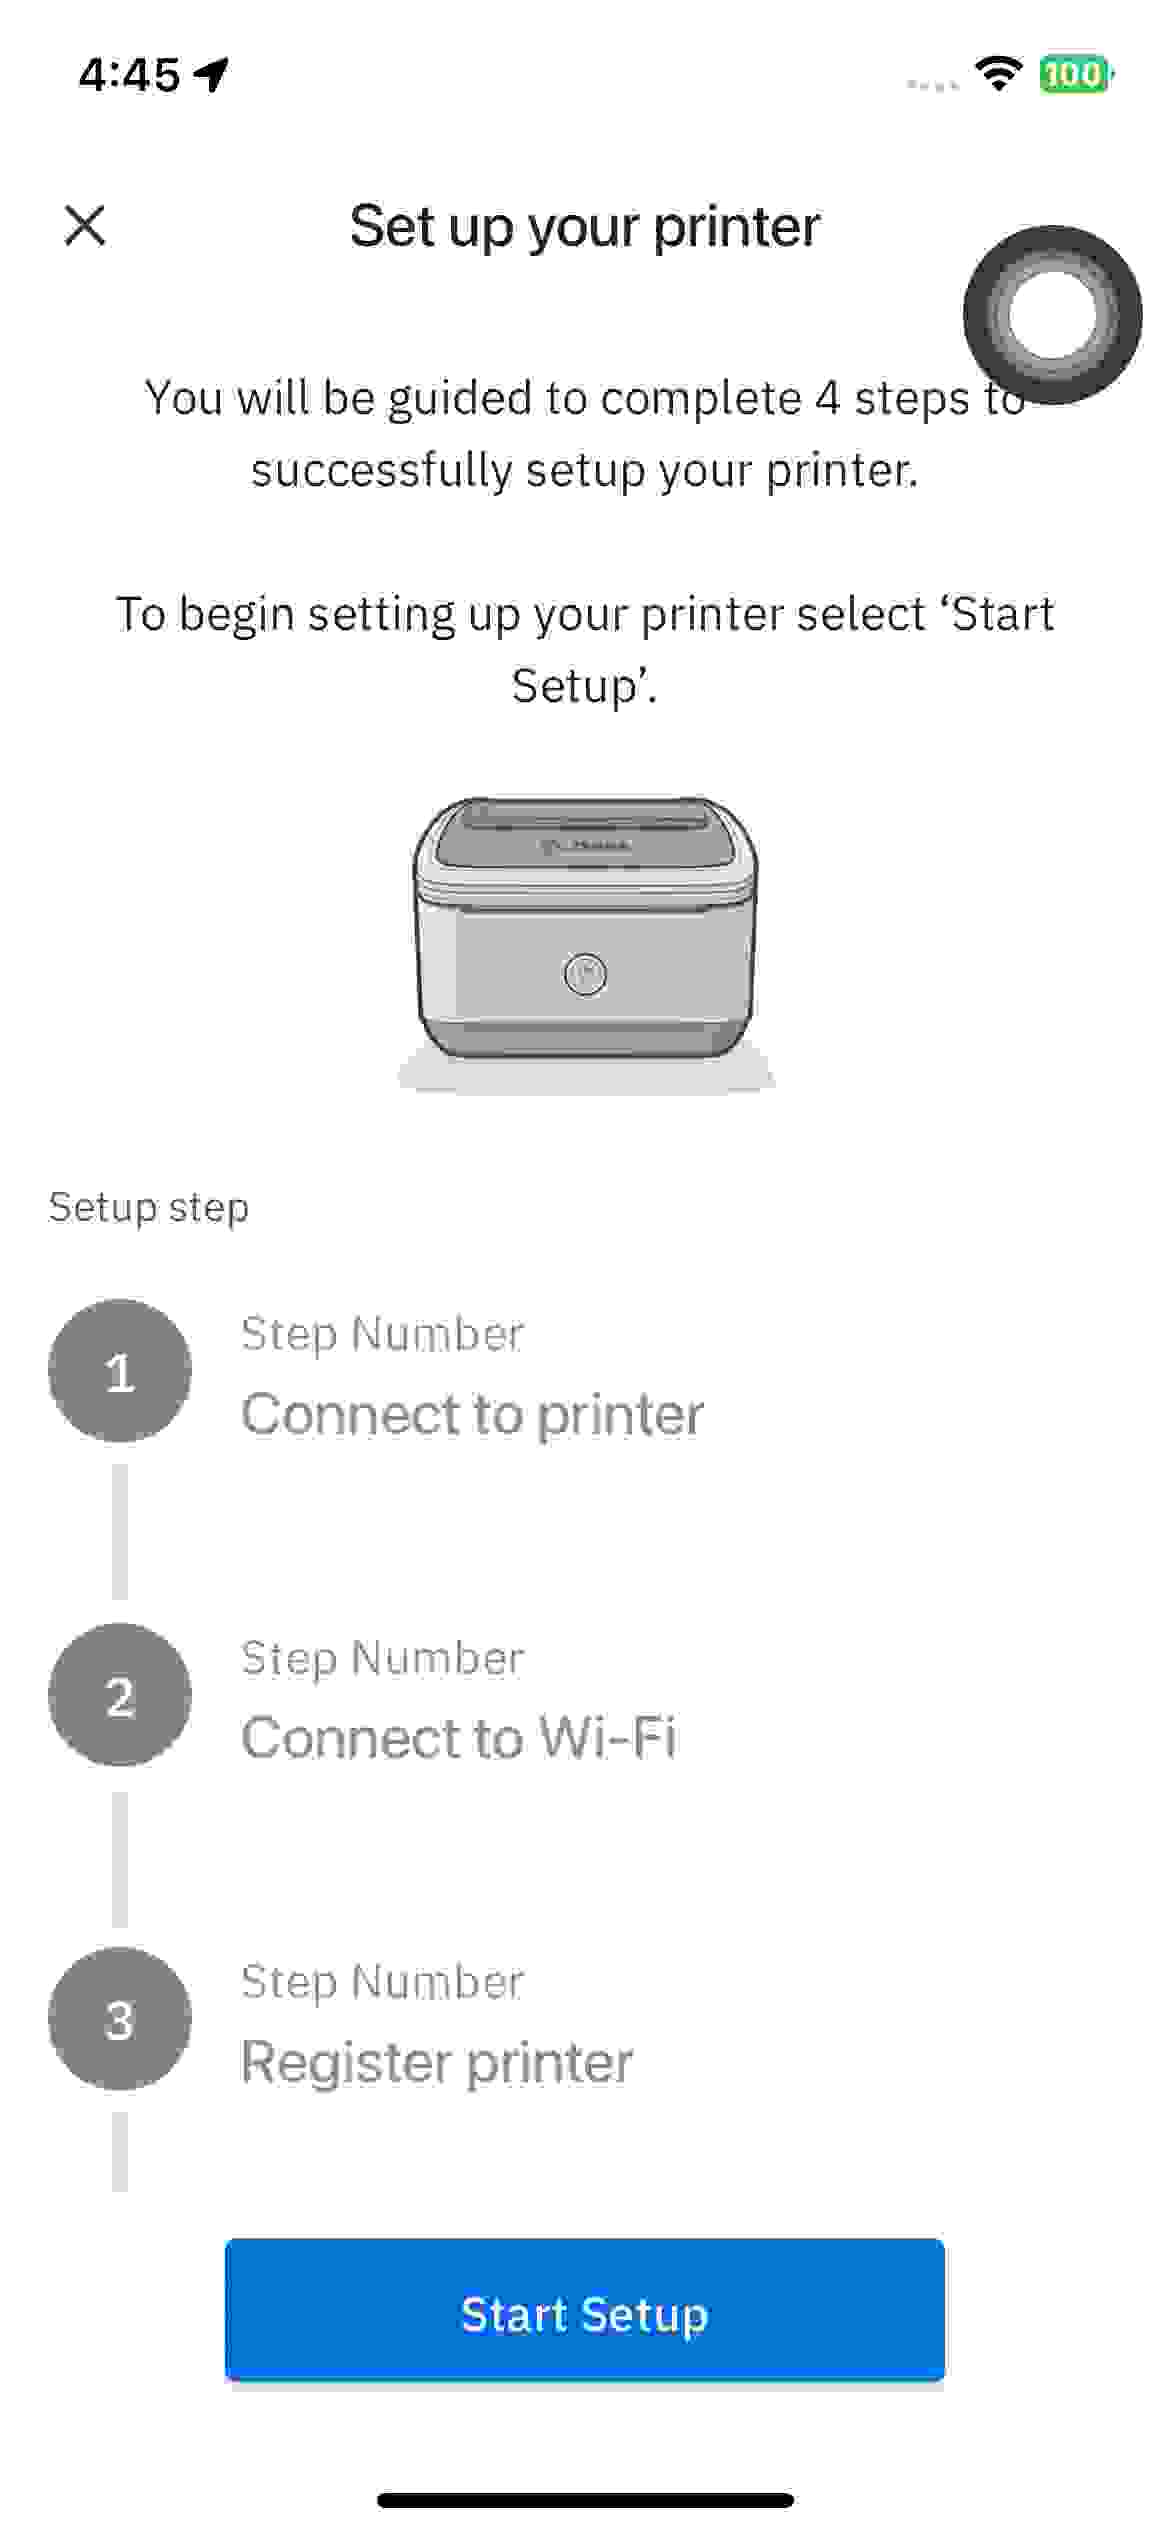 4:45
100
Set up your printer
You will be guided to complete 4 steps to
successfully setup your printer.
To begin setting up your printer select ‘Start
Setup’.
Setup step
1
Step Number
Connect to printer
2
Step Number
Connect to Wi-Fi
3
Step Number
Register printer
Start Setup